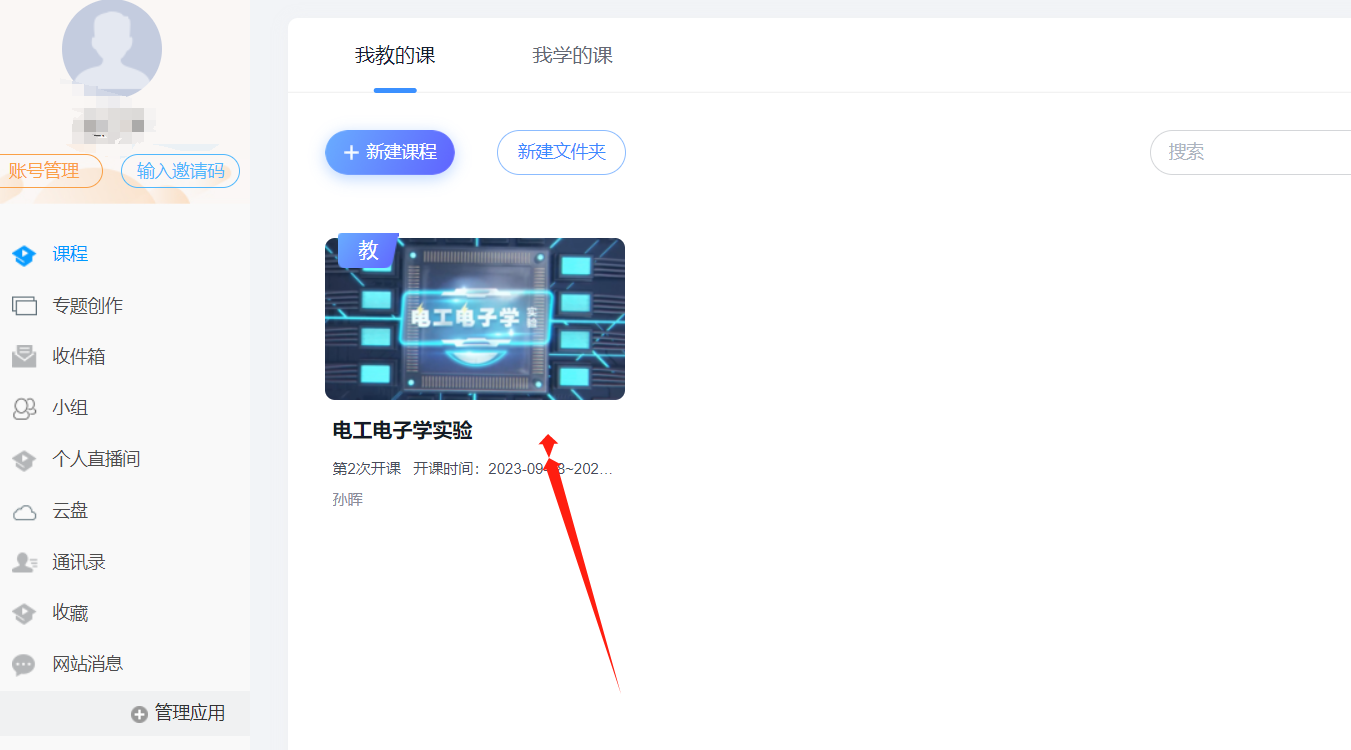 账号管理
输入邀请码
课程
专题创作
收件箱
小组
个人直播间
云盘
通讯录
收藏
网站消息
管理应用
我教的课
我学的课
新建课程
新建文件夹
搜索
教
电工电子学实验
电工电子学实验
第2次开课 开课时间：2023-09-
3~202…
孙晖